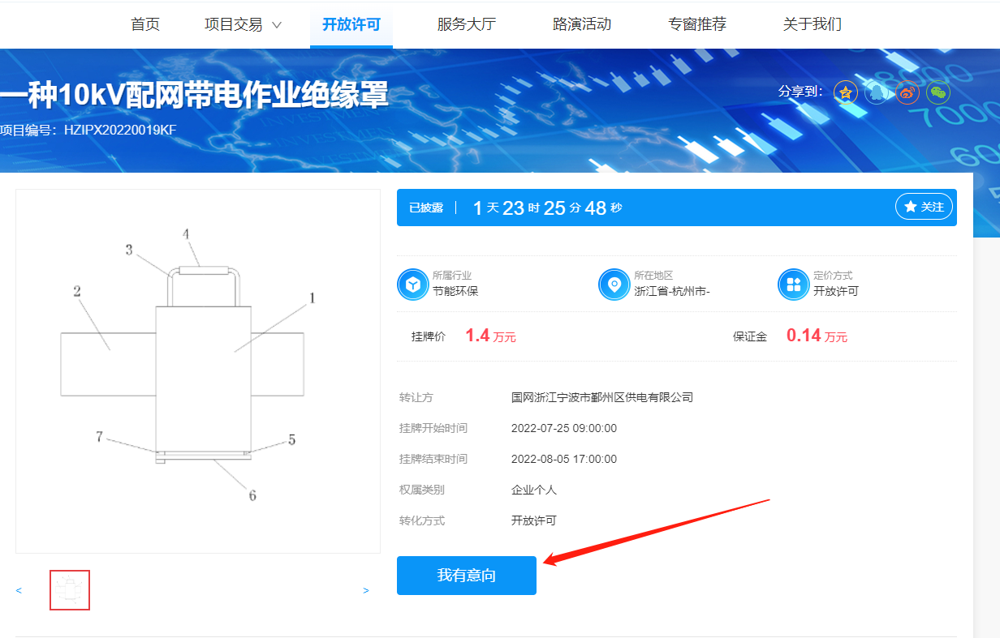 首页 项目交易 开放许可 服务大厅 路演活动 专窗推荐 关于我们
一种10kV配网带电作业绝缘罩
分享到：
项目编号：HZIPX20220019KF
8000
7000
INVESTMENT
已披露 1 天 23 时 25 分 48 秒 关注
所属行业 所在地区 定价方式
节能环保 浙江省-杭州市- 开放许可
挂牌价 1.4 万元 保证金 0.14 万元
转让方 国网浙江宁波市鄞州区供电有限公司
挂牌开始时间 2022-07-25 09:00:00
挂牌结束时间 2022-08-05 17:00:00
权属类别 企业个人
转化方式 开放许可
我有意向
4
3
2
1
7
5
6
< >